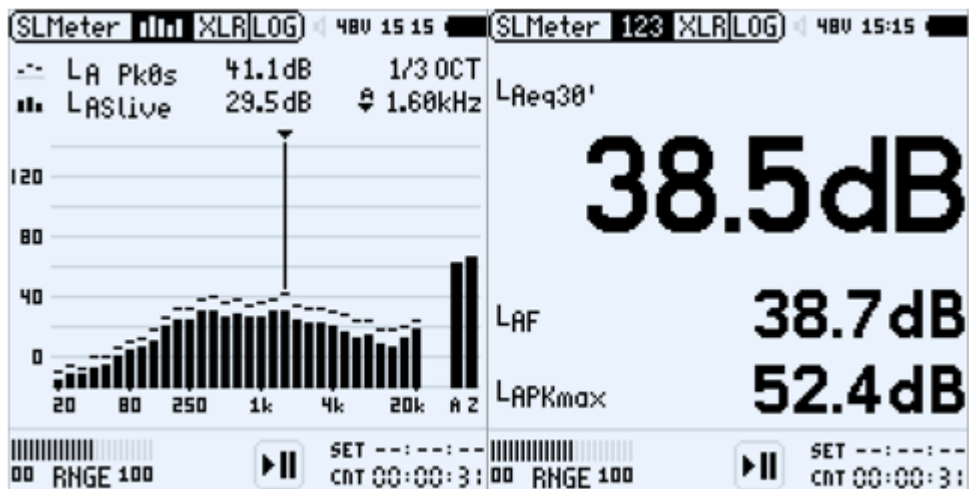 SLMeter XLR LOG 48V 15 15
LA Pk0s 41.1dB 1/3 OCT
LASlive 29.5dB A 1.60kHz
120
80
40
0
20 80 250 1k 4k 20k A Z
SET --:--:--
00 RNGE 100 CNT 00:00:31
SLMeter 123 XLR LOG 48V 15:15
LAeq30'
38.5dB
LAF 38.7dB
LAPKmax 52.4dB
SET --:--:--
00 RNGE 100 CNT 00:00:31